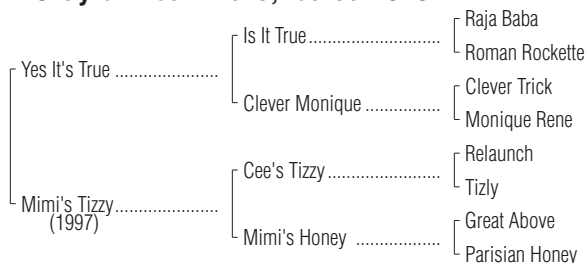 Is It True
Raja Baba
Roman Rockette
Yes It's True
Clever Monique
Clever Trick
Monique Rene
Cee's Tizzy
Relaunch
Tizly
Mimi's Tizzy
(1997)
Mimi's Honey
Great Above
Parisian Honey